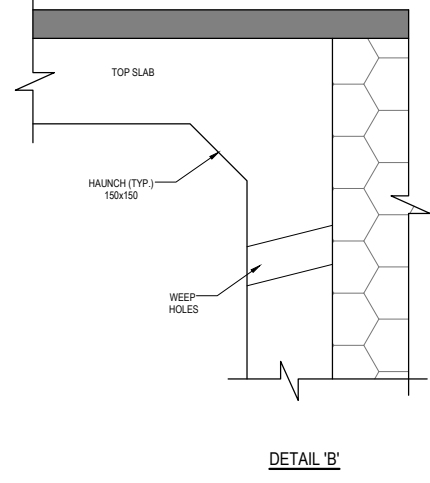 TOP SLAB
HAUNCH (TYP.)
150x150
WEEP
HOLES
DETAIL 'B'